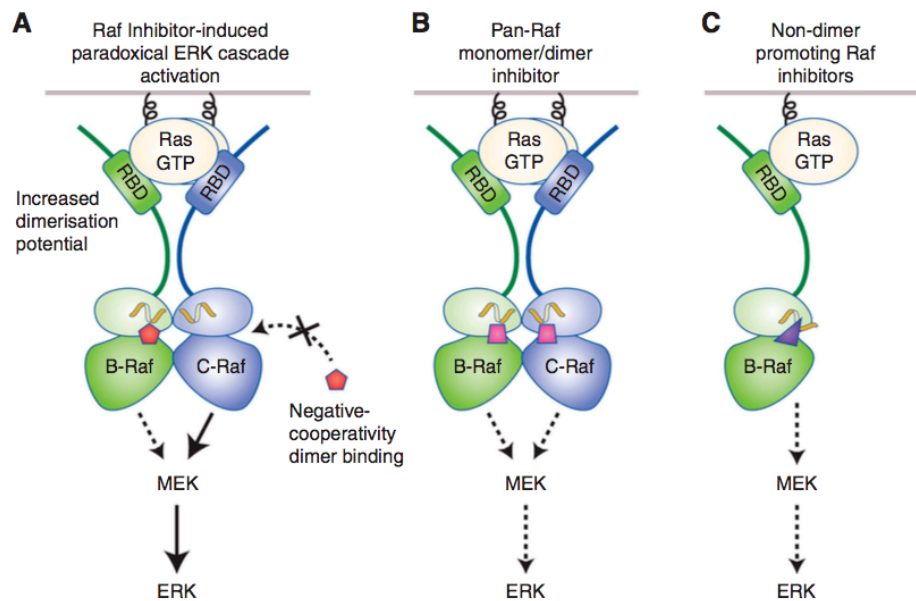 A
Raf Inhibitor-induced
paradoxical ERK cascade
activation
Ras
GTP
RBD
RBD
Increased
dimerisation
potential
B-Raf
C-Raf
Negative-
cooperativity
dimer binding
MEK
ERK
B
Pan-Raf
monomer/dimer
inhibitor
Ras
GTP
RBD
RBD
B-Raf
C-Raf
MEK
ERK
C
Non-dimer
promoting Raf
inhibitors
Ras
GTP
RBD
B-Raf
MEK
ERK